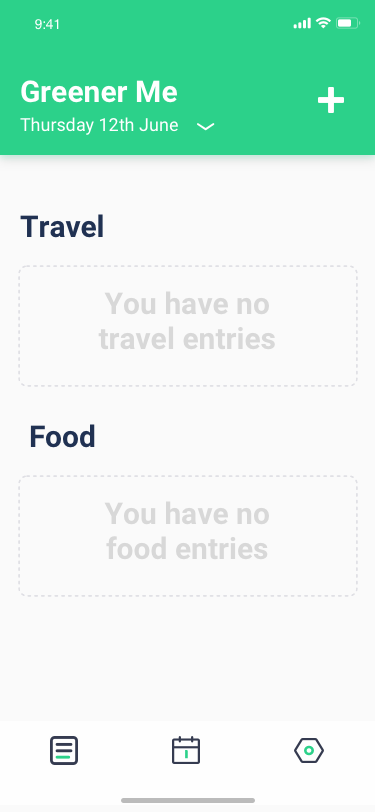 9:41
Greener Me
Thursday 12th June
Travel
You have no
travel entries
Food
You have no
food entries